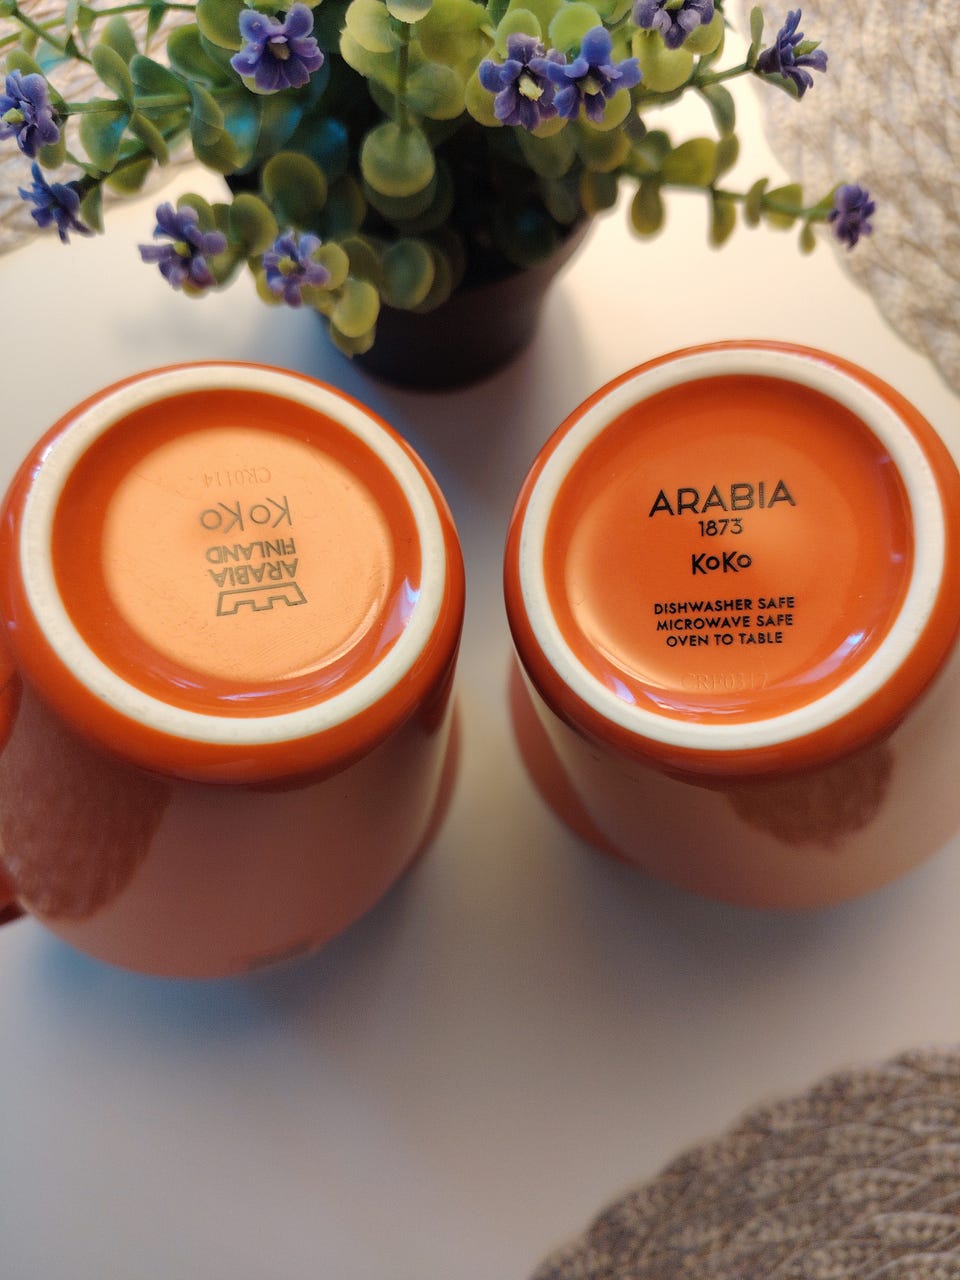 ARABIA
FINLAND
KoKo
CR0114
ARABIA
1873
KoKo
DISHWASHER SAFE
MICROWAVE SAFE
OVEN TO TABLE